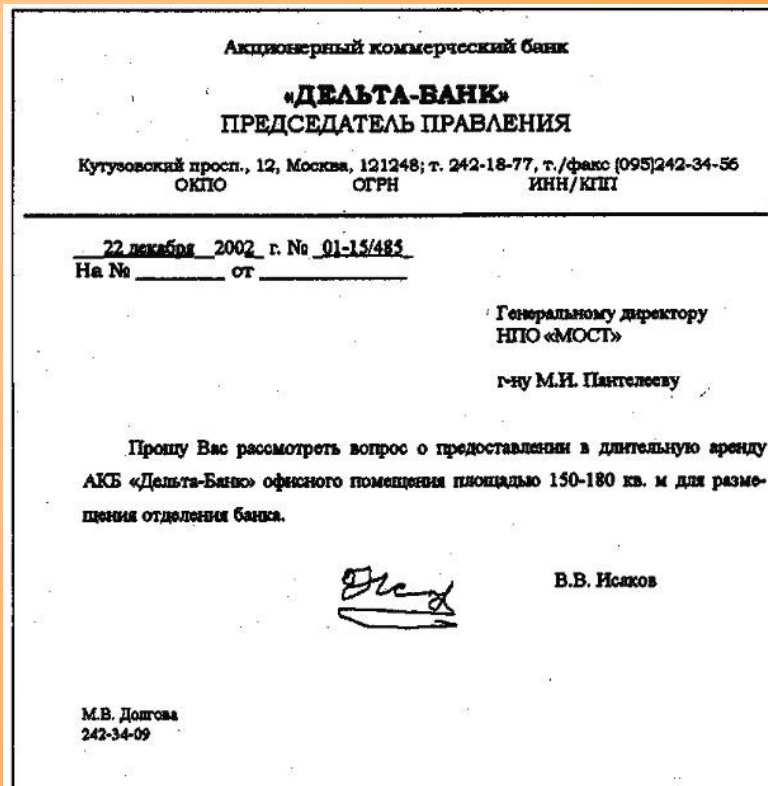 Акционерный коммерческий банк
«ДЕЛЬТА-БАНК»
ПРЕДСЕДАТЕЛЬ ПРАВЛЕНИЯ
Кутузовский просп., 12, Москва, 121248; т. 242-18-77, т./факс (095)242-34-56
ОКПО ОГРН ИНН/КПП
22 декабря 2002 г. № 01-15/485
На № ________ от ______________
Генеральному директору
НПО «МОСТ»
г-ну М.И. Пантелееву
Прошу Вас рассмотреть вопрос о предоставлении в длительную аренду
АКБ «Дельта-Банк» офисного помещения площадью 150-180 кв. м для разме-
щения отделения банка.
В.В. Исаков
М.В. Долгова
242-34-09